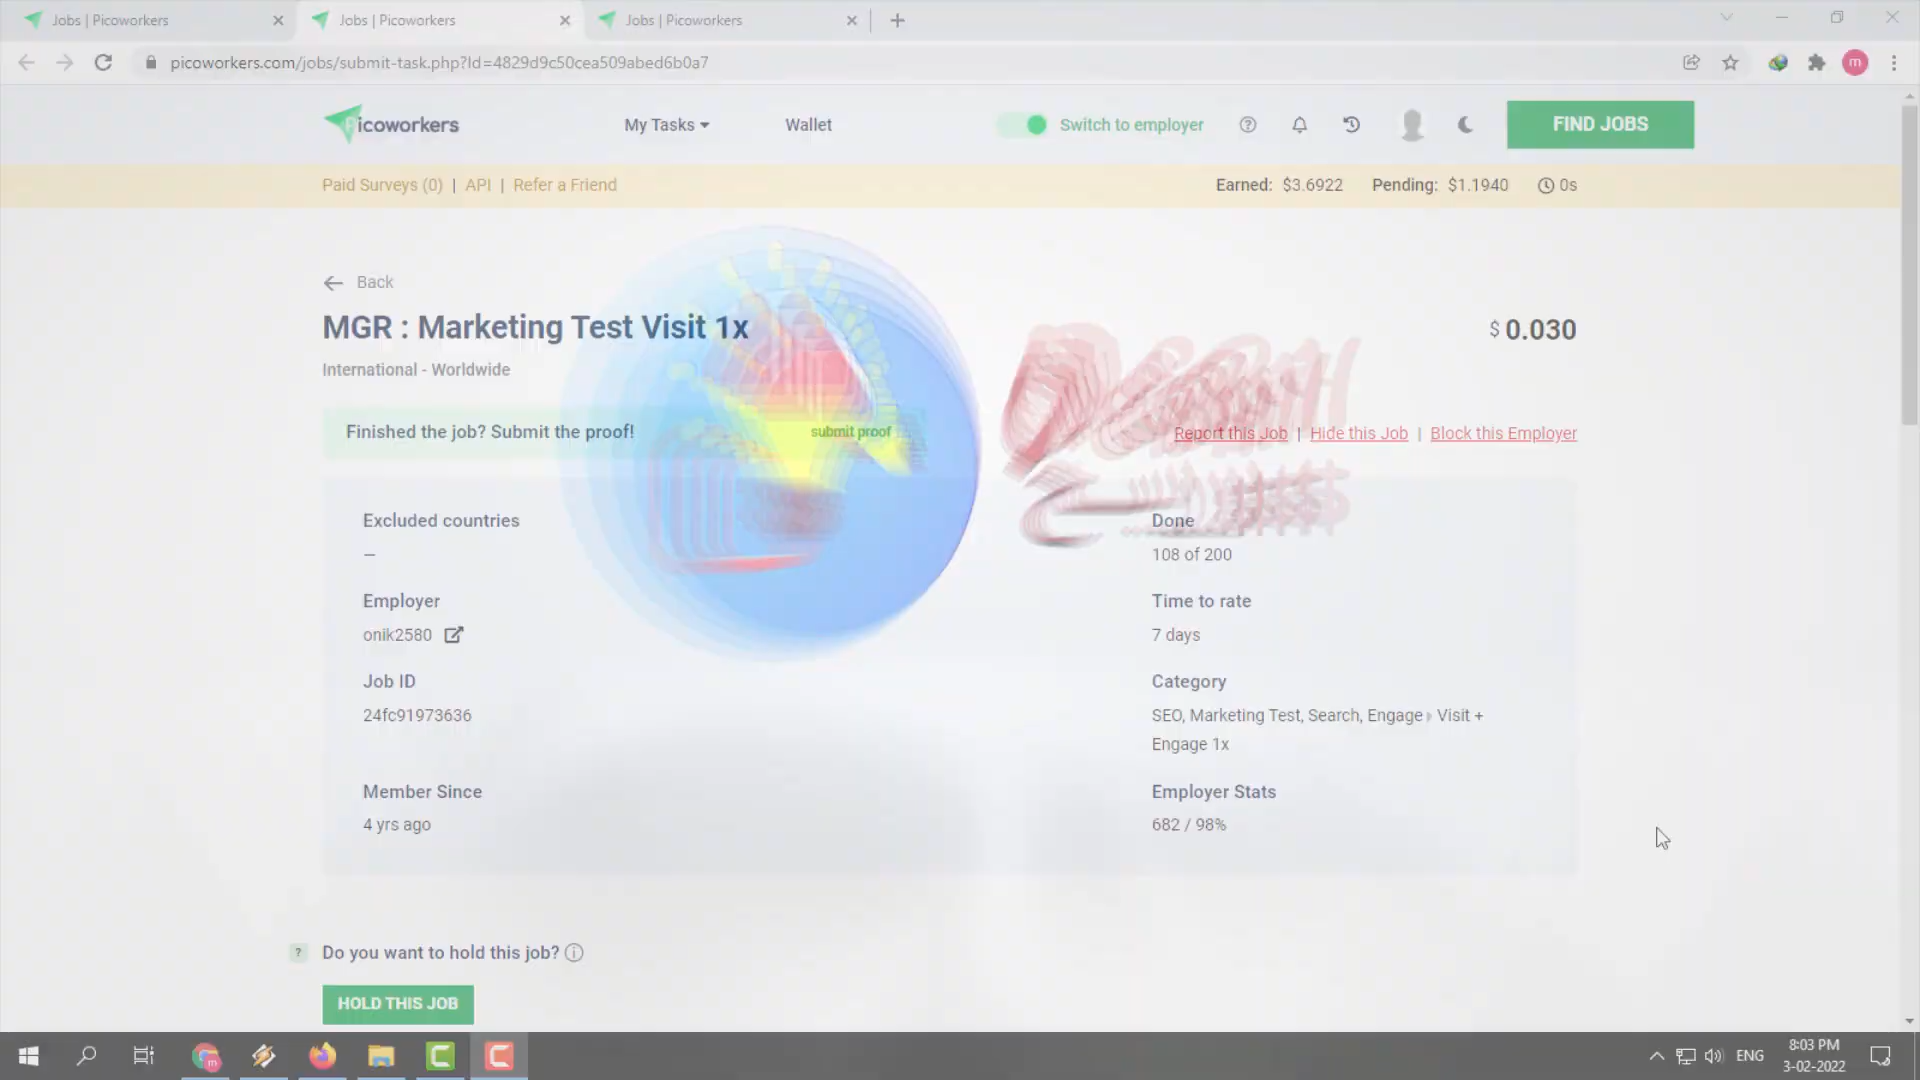 Jobs | Picoworkers
Jobs | Picoworkers
Jobs | Picoworkers
picoworkers.com/jobs/submit-task.php?Id=4829d9c50cea509abed6b0a7
m
Picoworkers
My Tasks
Wallet
Switch to employer
FIND JOBS
Paid Surveys (0) | API | Refer a Friend
Earned: $3.6922 Pending: $1.1940 0s
Back
MGR : Marketing Test Visit 1x
$ 0.030
International - Worldwide
Finished the job? Submit the proof!
submit proof
Report this Job | Hide this Job | Block this Employer
Excluded countries
–
Done
108 of 200
Employer
onik2580
Time to rate
7 days
Job ID
24fc91973636
Category
SEO, Marketing Test, Search, Engage Visit +
Engage 1x
Member Since
4 yrs ago
Employer Stats
682 / 98%
? Do you want to hold this job?
HOLD THIS JOB
ENG
8:03 PM
3-02-2022